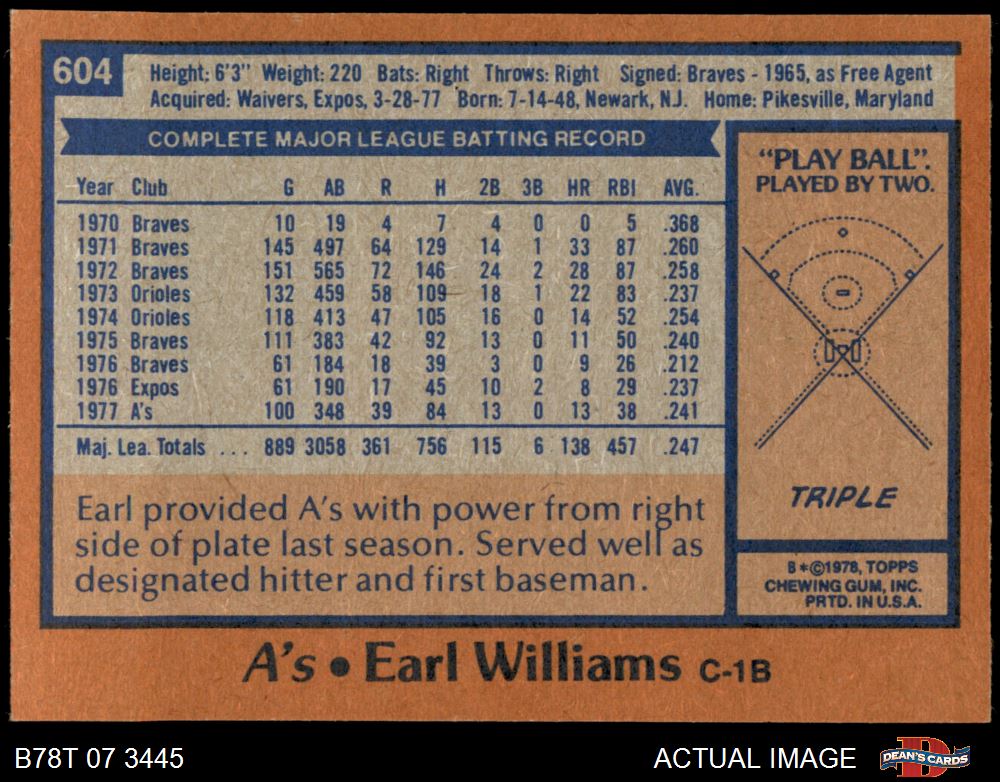 604
Height: 6'3" Weight: 220 Bats: Right Throws: Right Signed: Braves - 1965, as Free Agent
Acquired: Waivers, Expos, 3-28-77 Born: 7-14-48, Newark, N.J. Home: Pikesville, Maryland
COMPLETE MAJOR LEAGUE BATTING RECORD
Year Club G AB R H 2B 3B HR RBI AVG.
1970 Braves 10 19 4 7 4 0 0 5 .368
1971 Braves 145 497 64 129 14 1 33 87 .260
1972 Braves 151 565 72 146 24 2 28 87 .258
1973 Orioles 132 459 58 109 18 1 22 83 .237
1974 Orioles 118 413 47 105 16 0 14 52 .254
1975 Braves 111 383 42 92 13 0 11 50 .240
1976 Braves 61 184 18 39 3 0 9 26 .212
1976 Expos 61 190 17 45 10 2 8 29 .237
1977 A's 100 348 39 84 13 0 13 38 .241
Maj. Lea. Totals ... 889 3058 361 756 115 6 138 457 .247
Earl provided A's with power from right
side of plate last season. Served well as
designated hitter and first baseman.
"PLAY BALL".
PLAYED BY TWO.
TRIPLE
B*©1978, TOPPS
CHEWING GUM, INC.
PRTD. IN U.S.A.
A's • Earl Williams C-1B
B78T 07 3445
ACTUAL IMAGE
DEAN'S CARDS